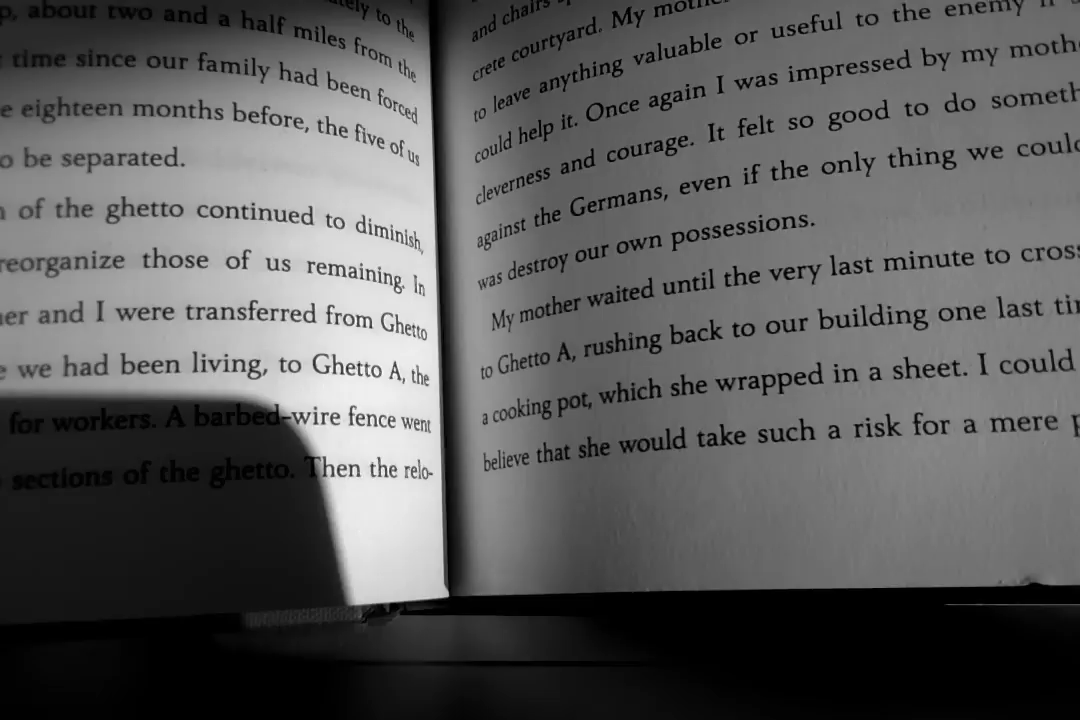 about two and a half miles from the
time since our family had been forced
eighteen months before, the five of us
be separated.
of the ghetto continued to diminish,
reorganize those of us remaining. In
and I were transferred from Ghetto
we had been living, to Ghetto A, the
for workers. A barbed-wire fence went
sections of the ghetto. Then the relo-
and chairs
crete courtyard. My
to leave anything valuable or useful to the enemy
could help it. Once again I was impressed by my
cleverness and courage. It felt so good to do
against the Germans, even if the only thing we could
was destroy our own possessions.
My mother waited until the very last minute to
to Ghetto A, rushing back to our building one last
a cooking pot, which she wrapped in a sheet. I could
believe that she would take such a risk for a mere